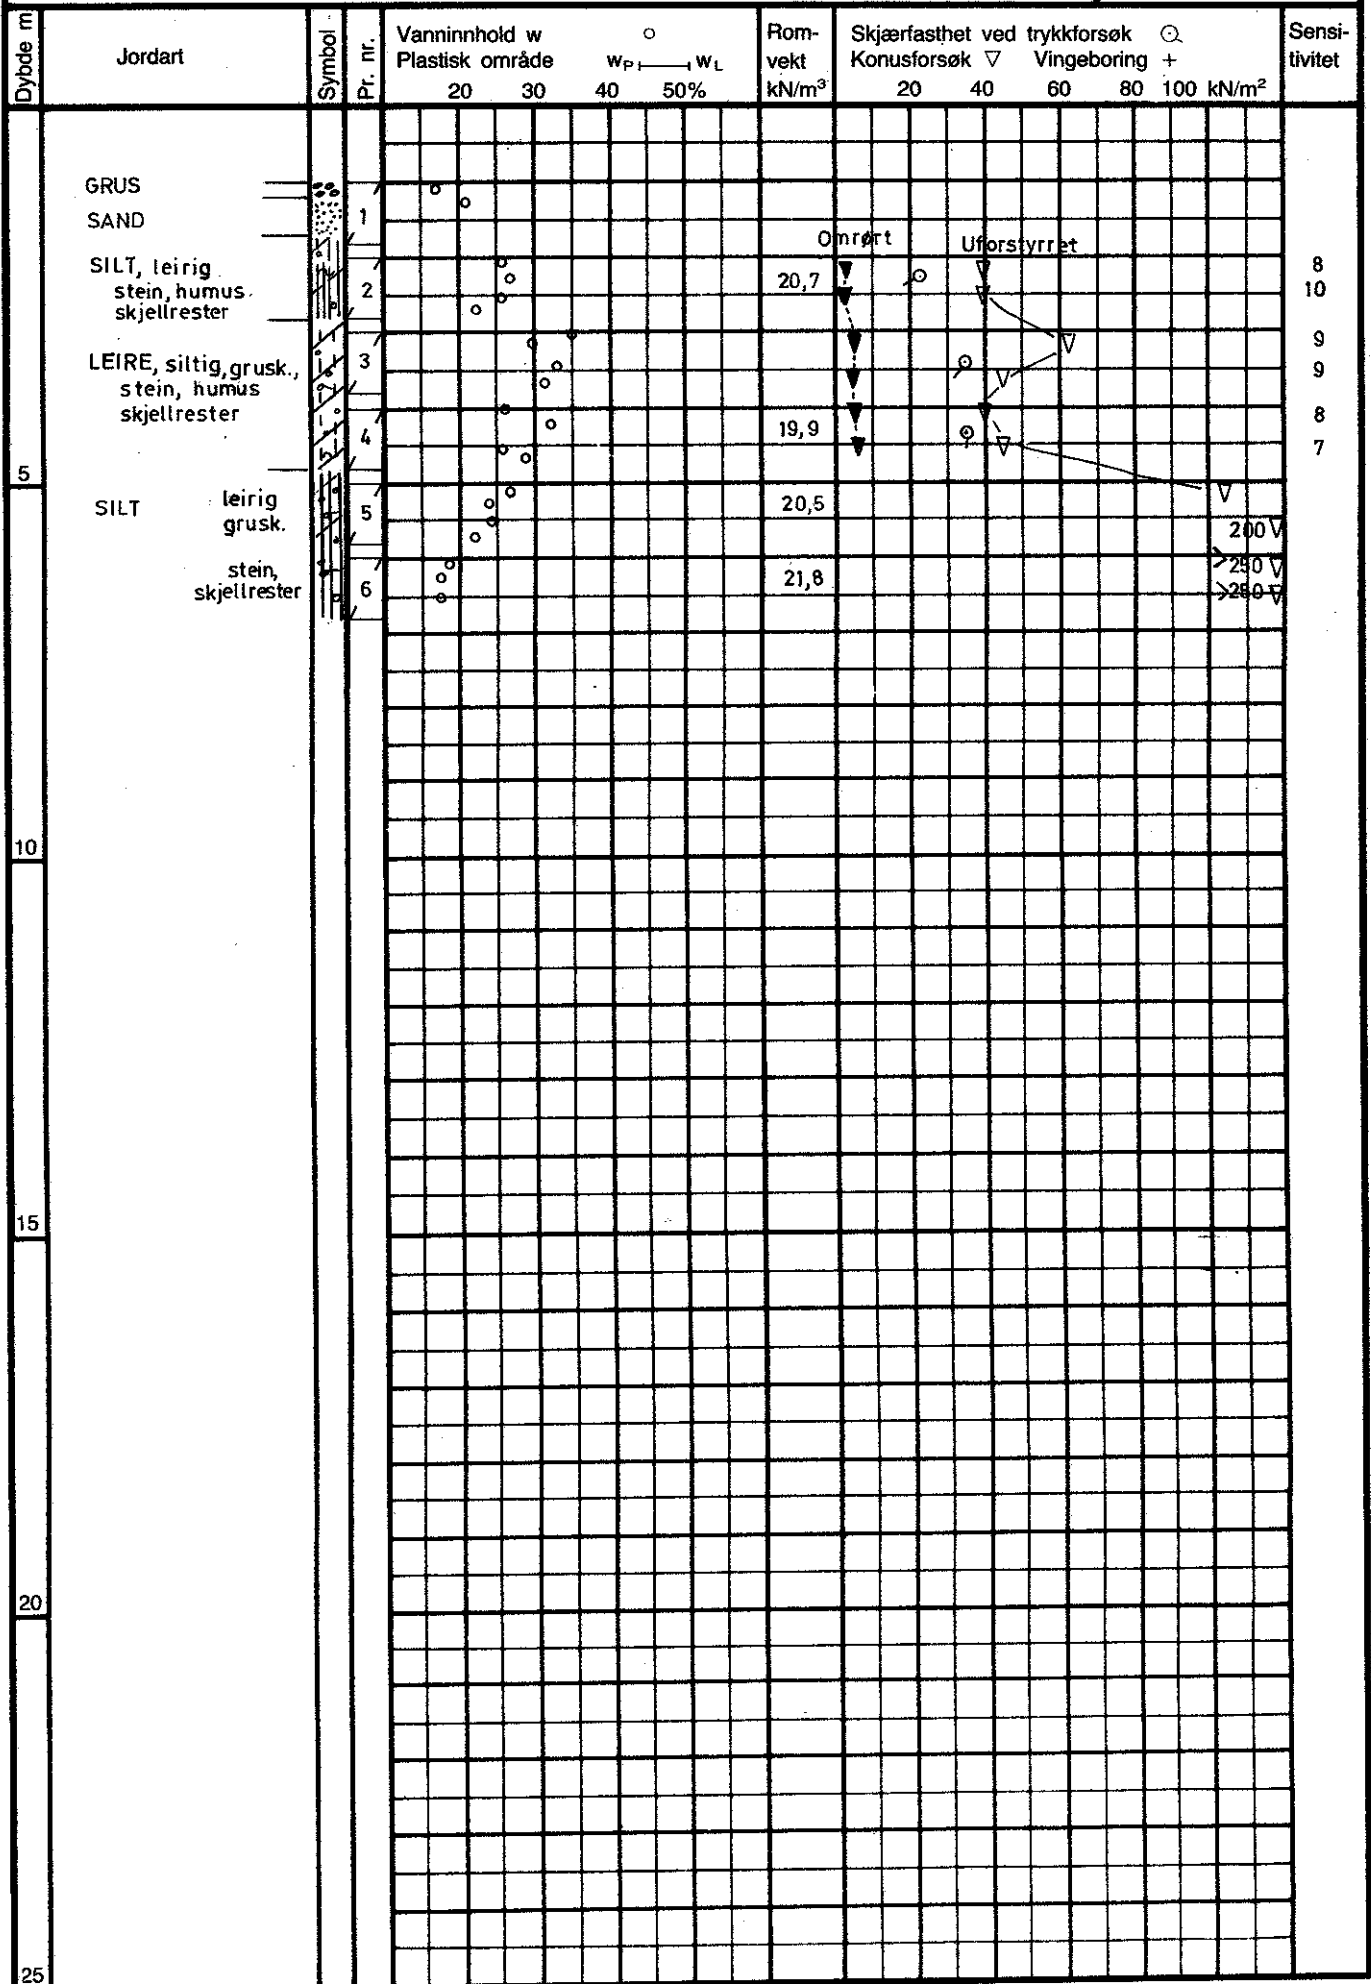 Dybde m
Jordart
Symbol
Pr. nr.
Vanninnhold w
Plastisk område wP wL
20 30 40 50%
Rom-
vekt
kN/m³
Skjærfasthet ved trykkforsøk
Konusforsøk ▽ Vingeboring +
20 40 60 80 100 kN/m²
Sensi-
tivitet
GRUS
SAND
1
Omrørt
Uforstyrret
SILT, leirig
stein, humus
skjellrester
2
20,7
8
10
LEIRE, siltig, grusk.,
stein, humus
skjellrester
3
9
9
4
19,9
8
7
5
SILT leirig
grusk.
5
20,5
200
stein,
skjellrester
6
21,8
>250
>250
10
15
20
25